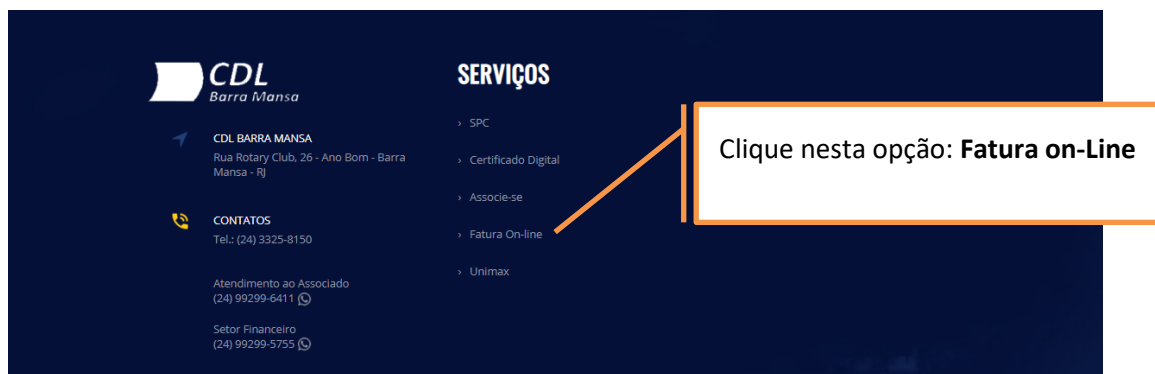 CDL
Barra Mansa
CDL BARRA MANSA
Rua Rotary Club, 26 - Ano Bom - Barra
Mansa - RJ
CONTATOS
Tel.: (24) 3325-8150
Atendimento ao Associado
(24) 99299-6411
Setor Financeiro
(24) 99299-5755
SERVIÇOS
› SPC
› Certificado Digital
› Associe-se
› Fatura On-line
› Unimax
Clique nesta opção: Fatura on-Line